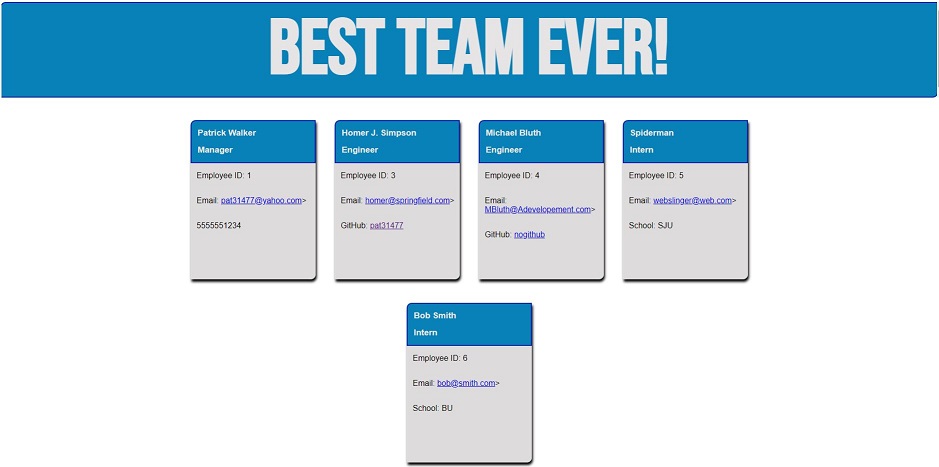 BEST TEAM EVER!
Patrick Walker
Manager
Employee ID: 1
Email: pat31477@yahoo.com>
5555551234
Homer J. Simpson
Engineer
Employee ID: 3
Email: homer@springfield.com>
GitHub: pat31477
Michael Bluth
Engineer
Employee ID: 4
Email:
MBluth@Adevelopement.com>
GitHub: nogithub
Spiderman
Intern
Employee ID: 5
Email: webslinger@web.com>
School: SJU
Bob Smith
Intern
Employee ID: 6
Email: bob@smith.com>
School: BU